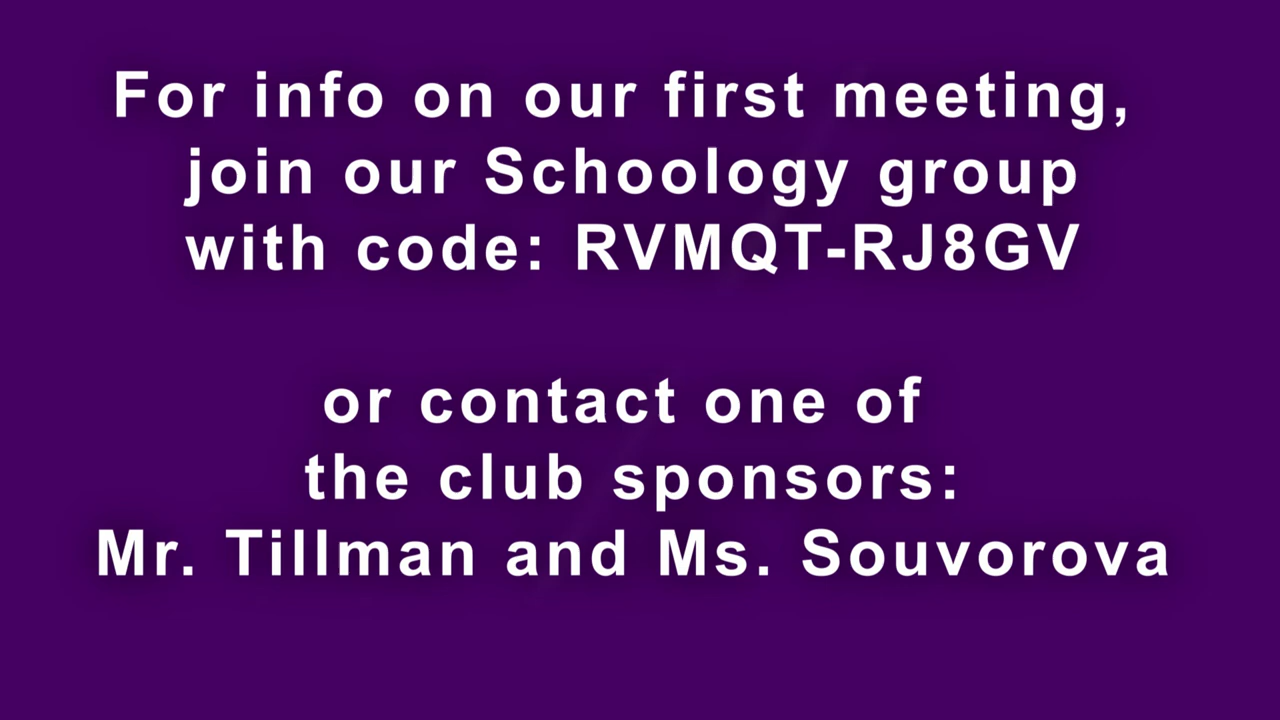 For info on our first meeting,
join our Schoology group
with code: RVMQT-RJ8GV
or contact one of
the club sponsors:
Mr. Tillman and Ms. Souvorova